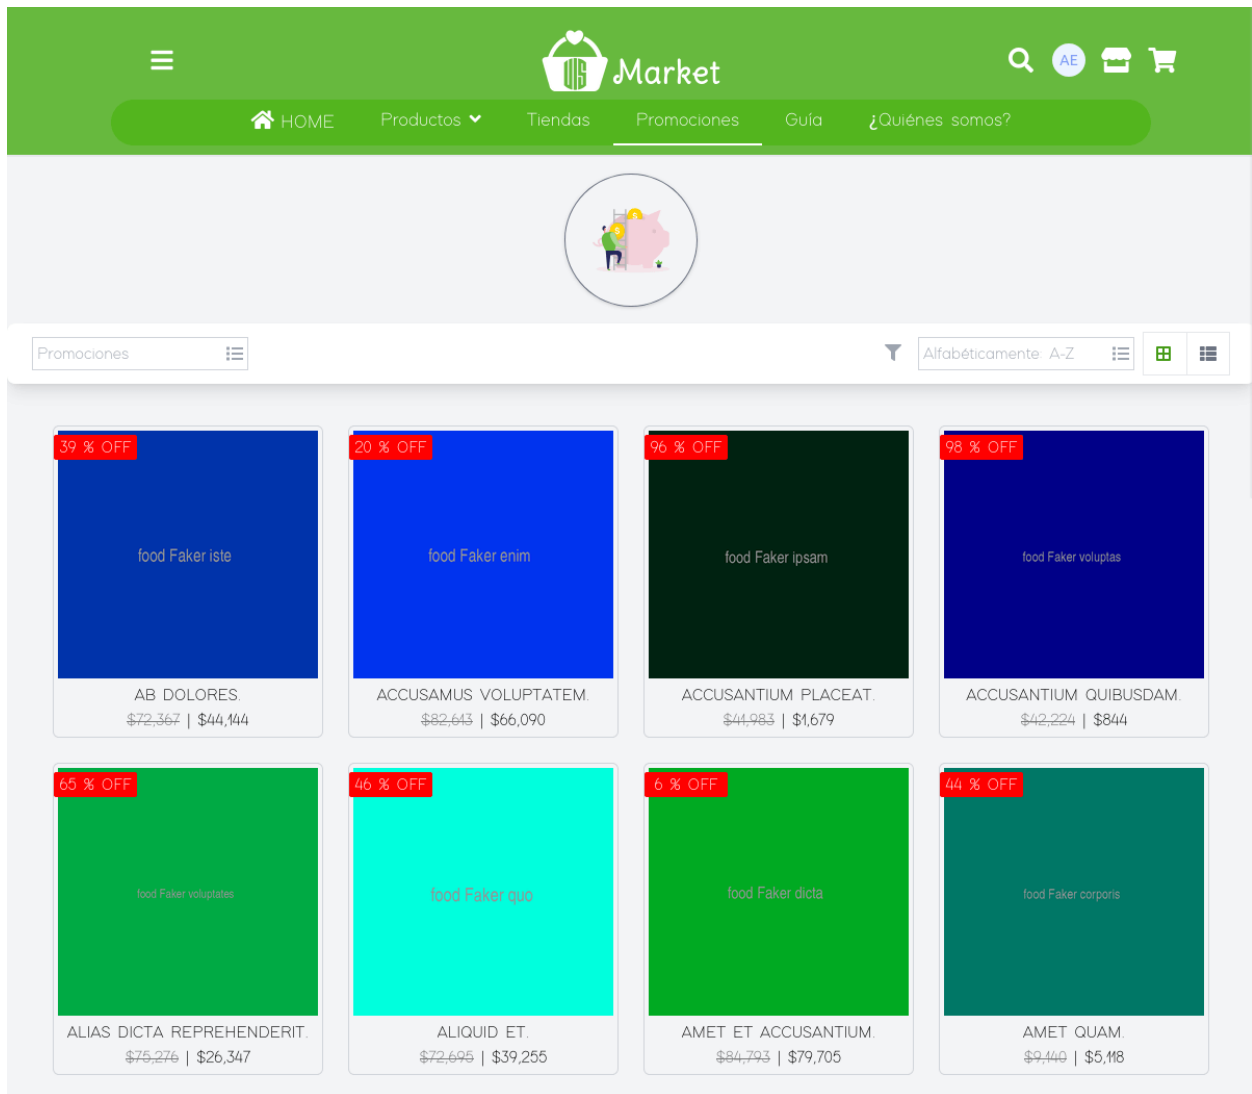 Market
AE
HOME Productos Tiendas Promociones Guía ¿Quiénes somos?
Promociones
Alfabéticamente: A-Z
39 % OFF
food Faker iste
AB DOLORES.
$72,367 | $44,144
20 % OFF
food Faker enim
ACCUSAMUS VOLUPTATEM.
$82,613 | $66,090
96 % OFF
food Faker ipsam
ACCUSANTIUM PLACEAT.
$41,983 | $1,679
98 % OFF
food Faker voluptas
ACCUSANTIUM QUIBUSDAM.
$42,224 | $844
65 % OFF
food Faker voluptates
ALIAS DICTA REPREHENDERIT.
$75,276 | $26,347
46 % OFF
food Faker quo
ALIQUID ET.
$72,695 | $39,255
6 % OFF
food Faker dicta
AMET ET ACCUSANTIUM.
$84,793 | $79,705
44 % OFF
food Faker corporis
AMET QUAM.
$9,140 | $5,118